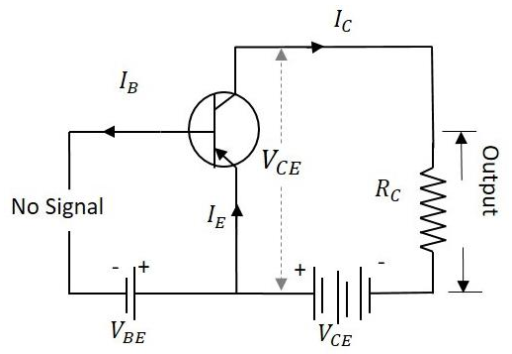 I_C
I_B
V_CE
Output
R_C
No Signal
I_E
- +
+ -
V_BE
V_CE